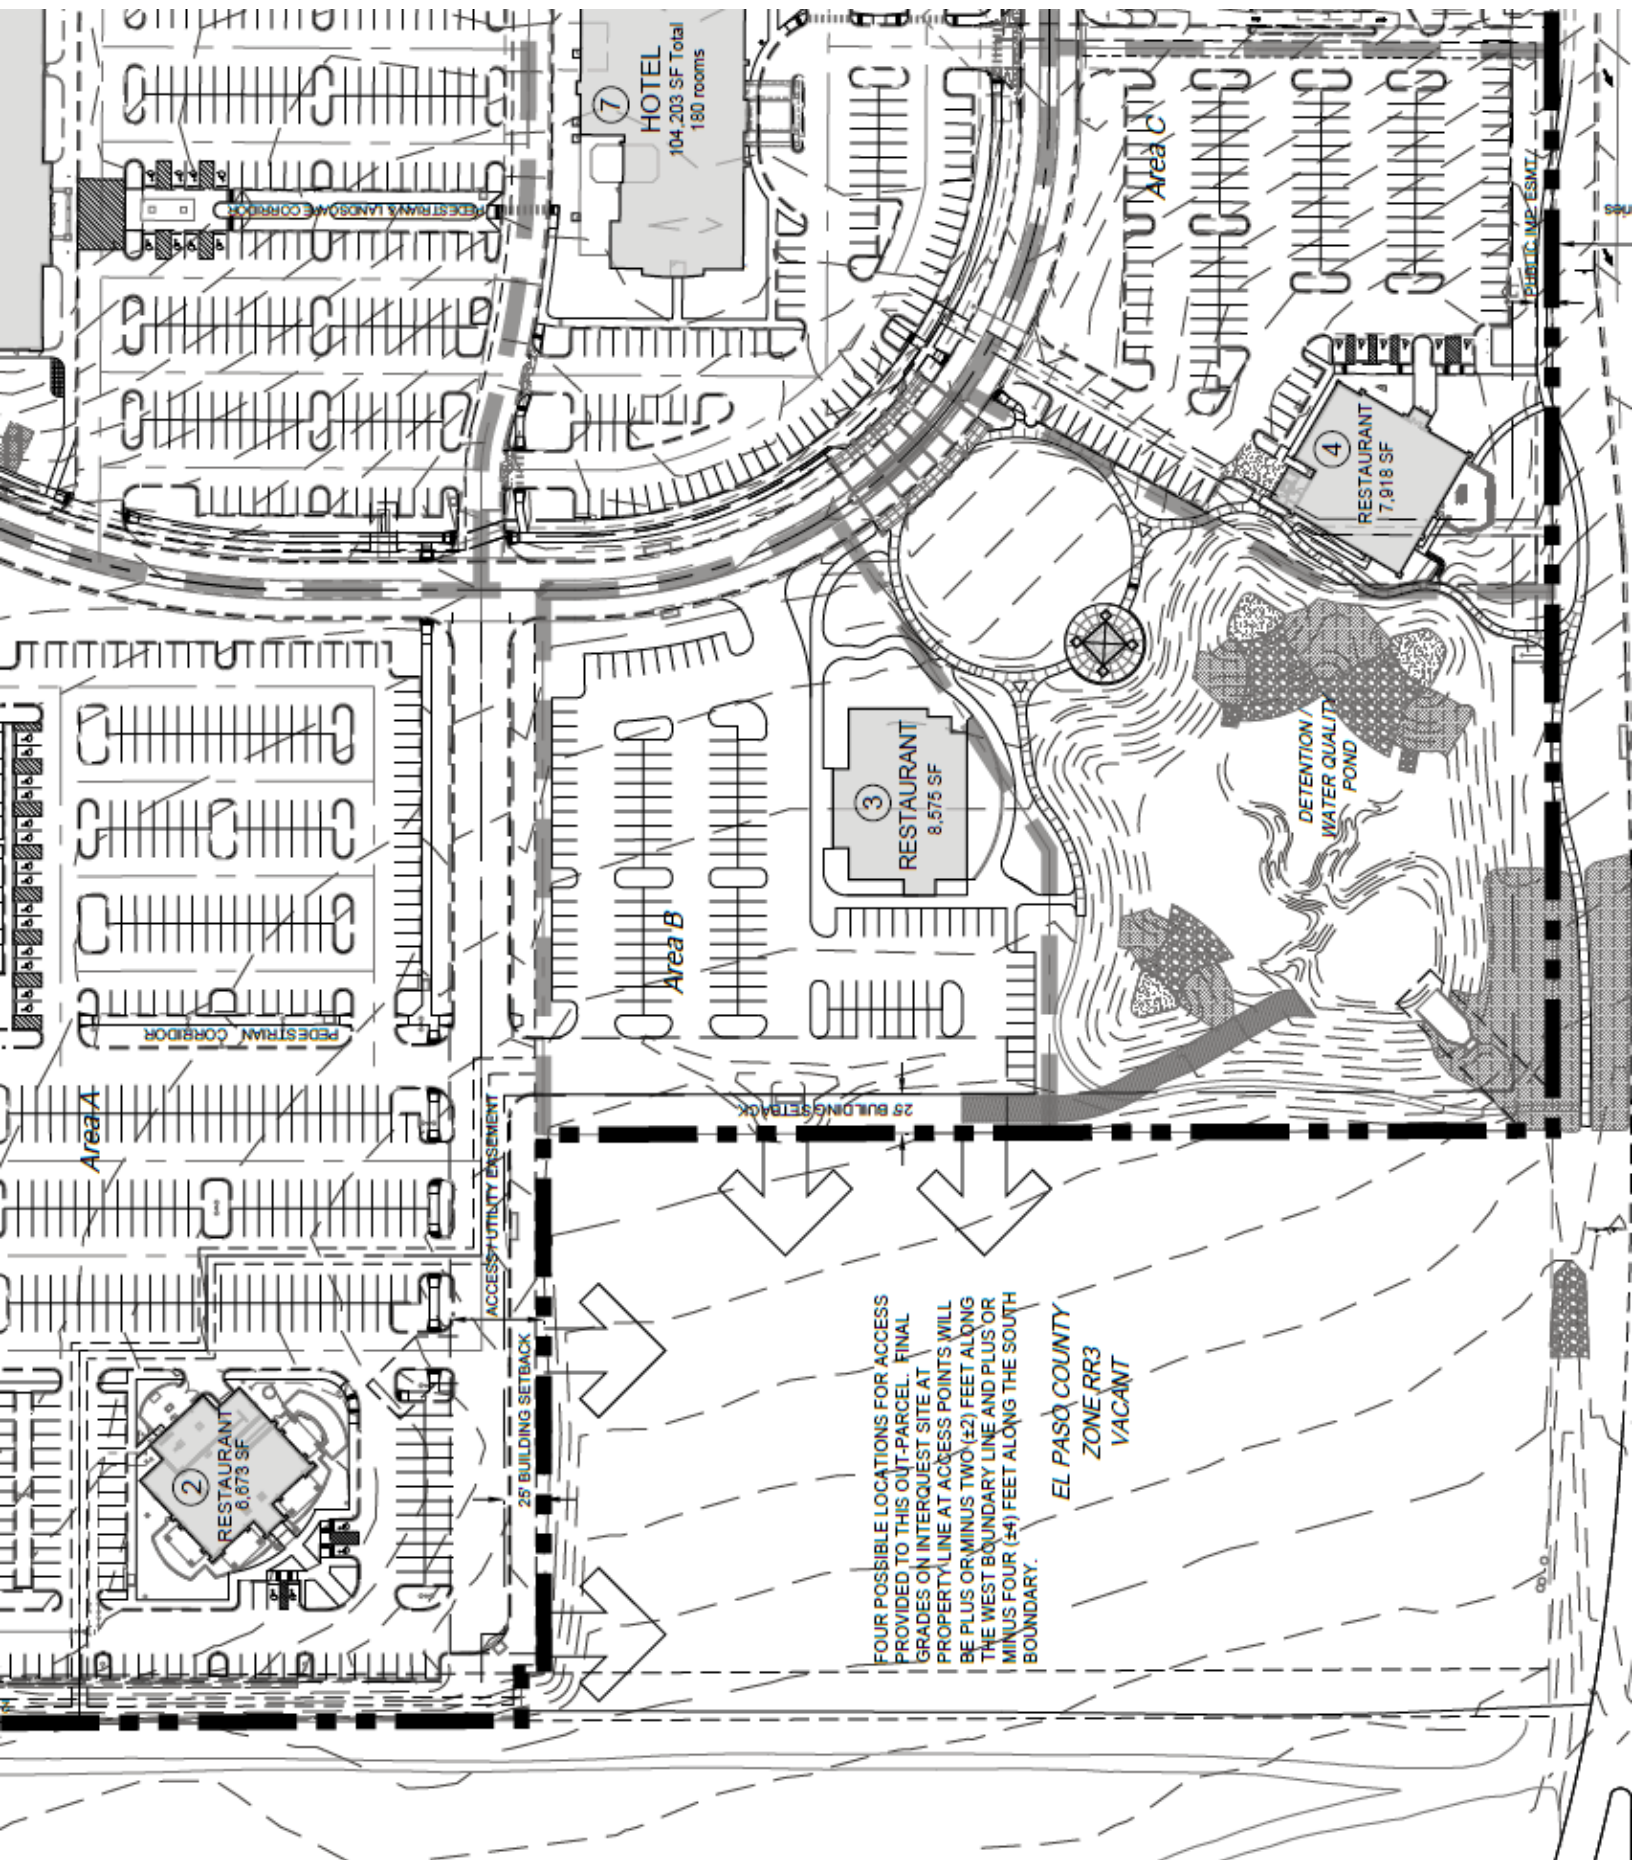 7
HOTEL
104,203 SF Total
180 rooms
Area C
PUBLIC IMP. ESMT.
PEDESTRIAN & LANDSCAPE CORRIDOR
4
RESTAURANT
7,918 SF
DETENTION /
WATER QUALITY
POND
3
RESTAURANT
8,575 SF
Area B
PEDESTRIAN CORRIDOR
Area A
ACCESS / UTILITY EASEMENT
25' BUILDING SETBACK
25' BUILDING SETBACK
2
RESTAURANT
6,673 SF
FOUR POSSIBLE LOCATIONS FOR ACCESS
PROVIDED TO THIS OUT-PARCEL. FINAL
GRADES ON INTERQUEST SITE AT
PROPERTY LINE AT ACCESS POINTS WILL
BE PLUS OR MINUS TWO (±2) FEET ALONG
THE WEST BOUNDARY LINE AND PLUS OR
MINUS FOUR (±4) FEET ALONG THE SOUTH
BOUNDARY.
EL PASO COUNTY
ZONE RR3
VACANT